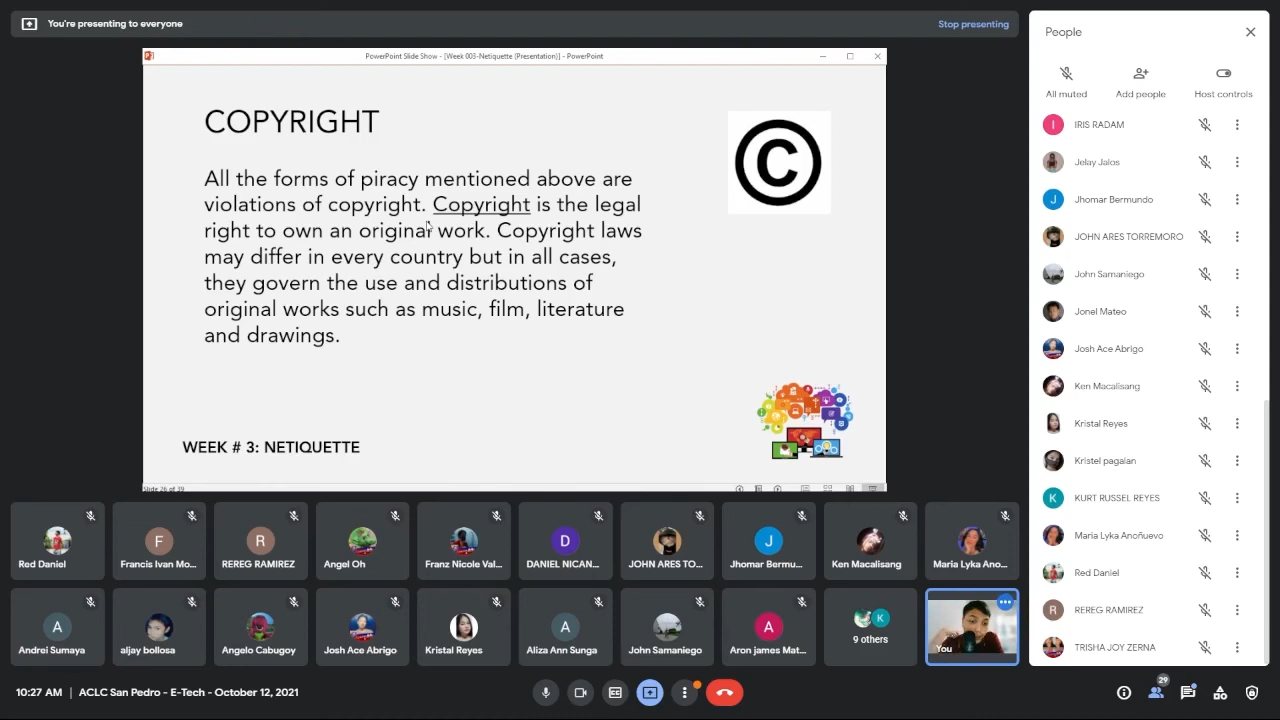 You're presenting to everyone
Stop presenting
PowerPoint Slide Show - [Week 003-Netiquette (Presentation)] - PowerPoint
COPYRIGHT
All the forms of piracy mentioned above are
violations of copyright. Copyright is the legal
right to own an original work. Copyright laws
may differ in every country but in all cases,
they govern the use and distributions of
original works such as music, film, literature
and drawings.
©
WEEK # 3: NETIQUETTE
Slide 26 of 39
Red Daniel
F
Francis Ivan Mo...
R
REREG RAMIREZ
Angel Oh
Franz Nicole Val...
D
DANIEL NICAN...
JOHN ARES TO...
J
Jhomar Bermu...
Ken Macalisang
Maria Lyka Ano...
A
Andrei Sumaya
aljay bollosa
Angelo Cabugoy
Josh Ace Abrigo
Kristal Reyes
A
Aliza Ann Sunga
John Samaniego
A
Aron james Mat...
K
9 others
You
10:27 AM | ACLC San Pedro - E-Tech - October 12, 2021
People
All muted
Add people
Host controls
I
IRIS RADAM
Jelay Jalos
J
Jhomar Bermundo
JOHN ARES TORREMORO
John Samaniego
Jonel Mateo
Josh Ace Abrigo
Ken Macalisang
Kristal Reyes
Kristel pagalan
K
KURT RUSSEL REYES
Maria Lyka Anoñuevo
Red Daniel
R
REREG RAMIREZ
TRISHA JOY ZERNA
29